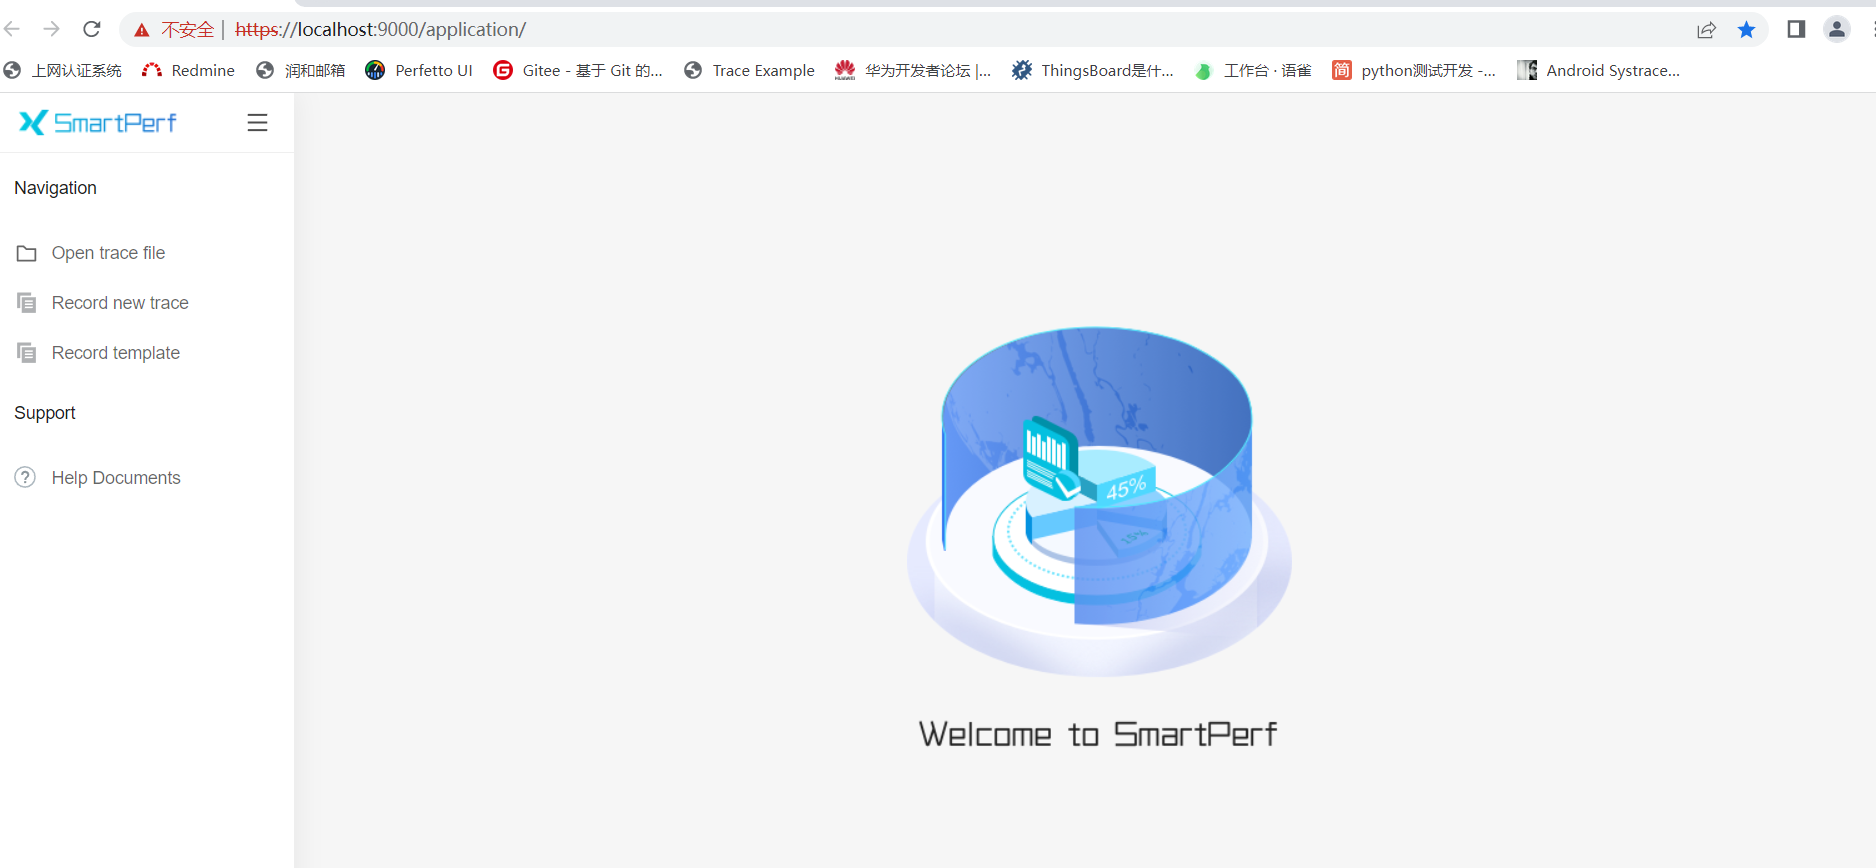 不安全 | https://localhost:9000/application/
上网认证系统 Redmine 润和邮箱 Perfetto UI Gitee - 基于 Git 的... Trace Example 华为开发者论坛 |... ThingsBoard是什... 工作台 · 语雀 简 python测试开发 -... Android Systrace...
SmartPerf
Navigation
Open trace file
Record new trace
Record template
Support
? Help Documents
45%
15%
Welcome to SmartPerf